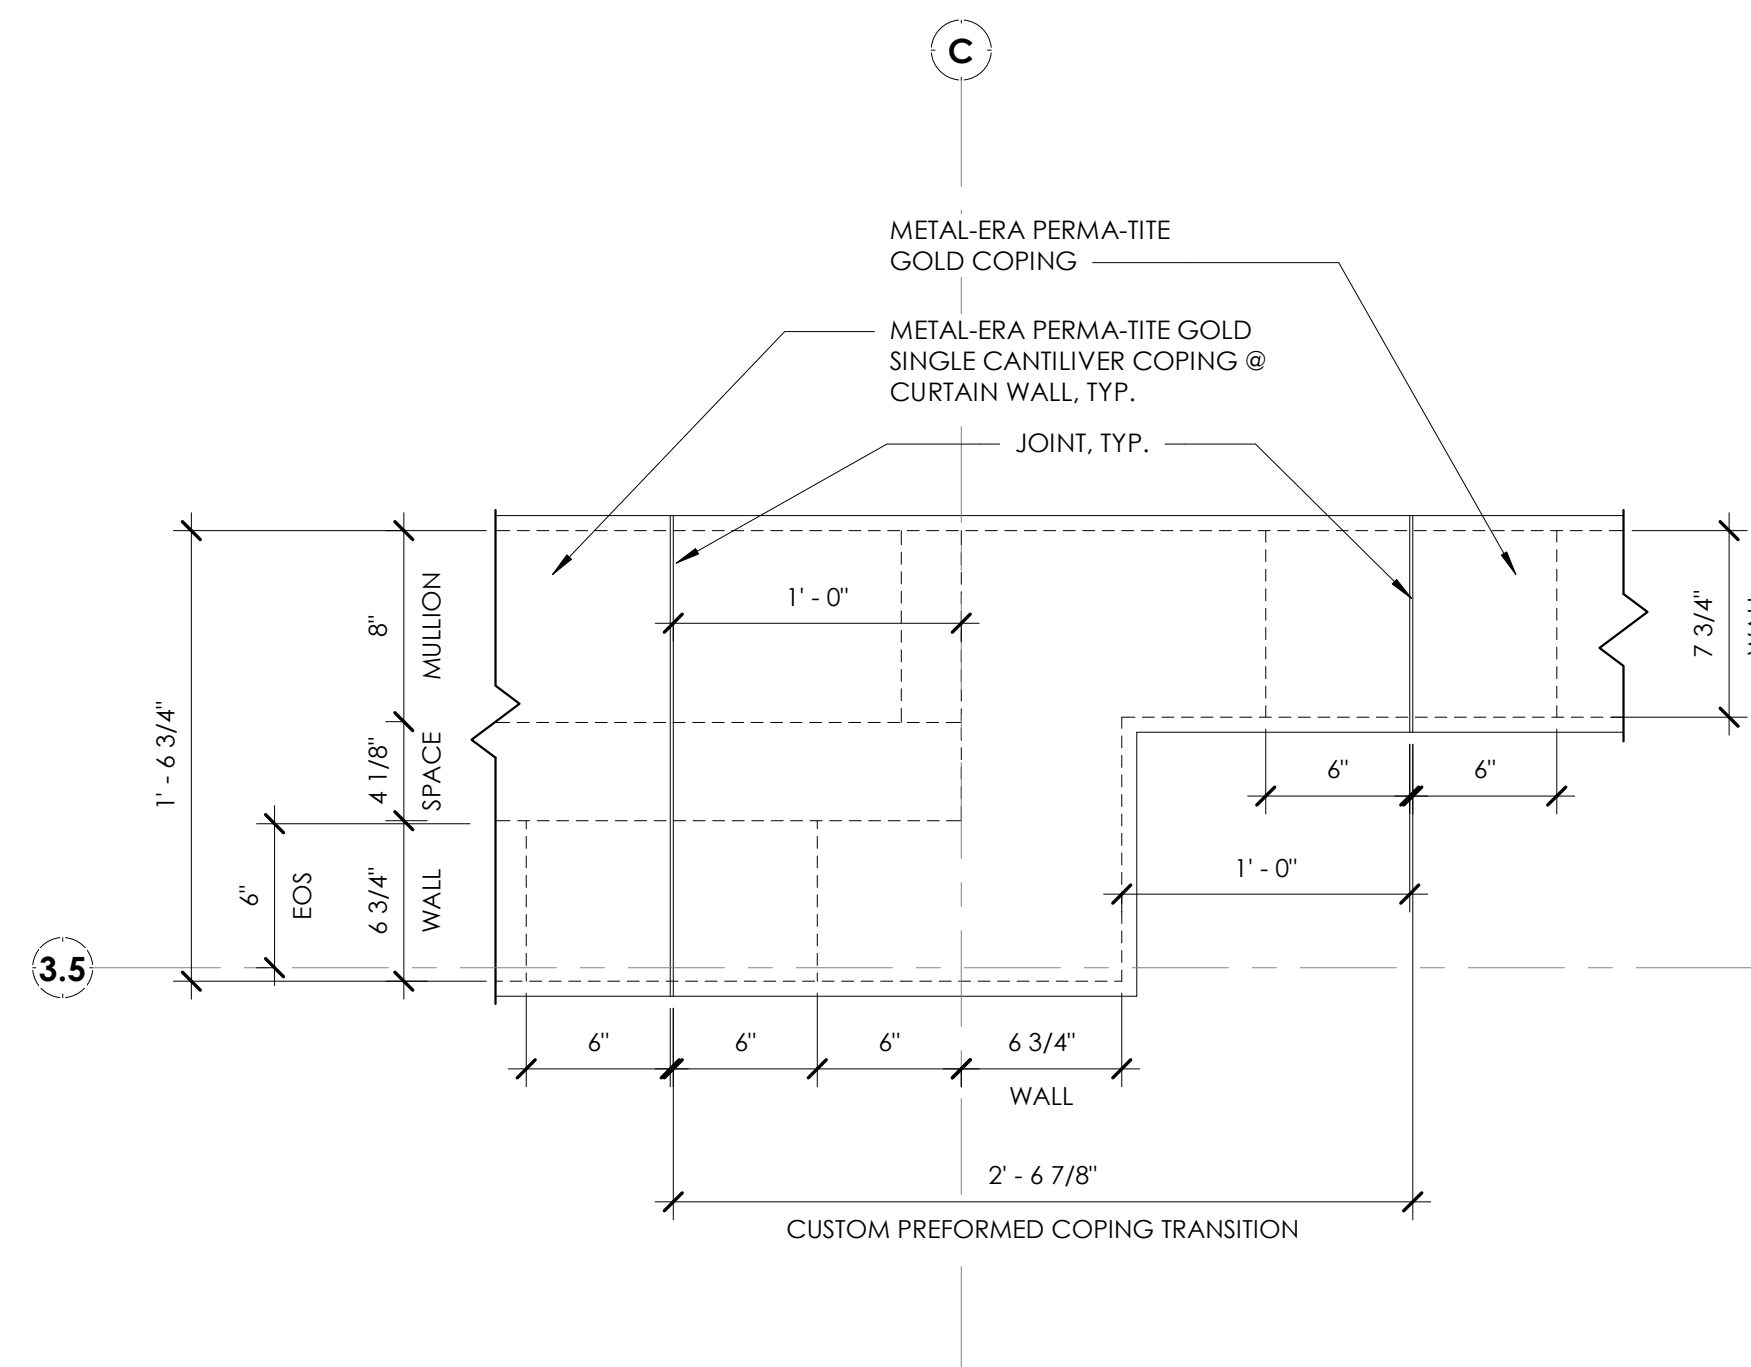 C
METAL-ERA PERMA-TITE
GOLD COPING
METAL-ERA PERMA-TITE GOLD
SINGLE CANTILIVER COPING @
CURTAIN WALL, TYP.
JOINT, TYP.
1' - 6 3/4"
8"
MULLION
4 1/8"
SPACE
6"
EOS
6 3/4"
WALL
1' - 0"
7 3/4"
6"
6"
1' - 0"
3.5
6"
6"
6"
6 3/4"
WALL
2' - 6 7/8"
CUSTOM PREFORMED COPING TRANSITION